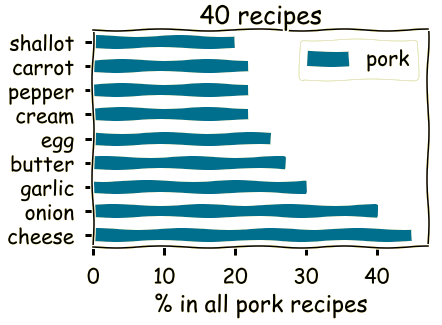 40 recipes
pork
shallot
carrot
pepper
cream
egg
butter
garlic
onion
cheese
0 10 20 30 40
% in all pork recipes